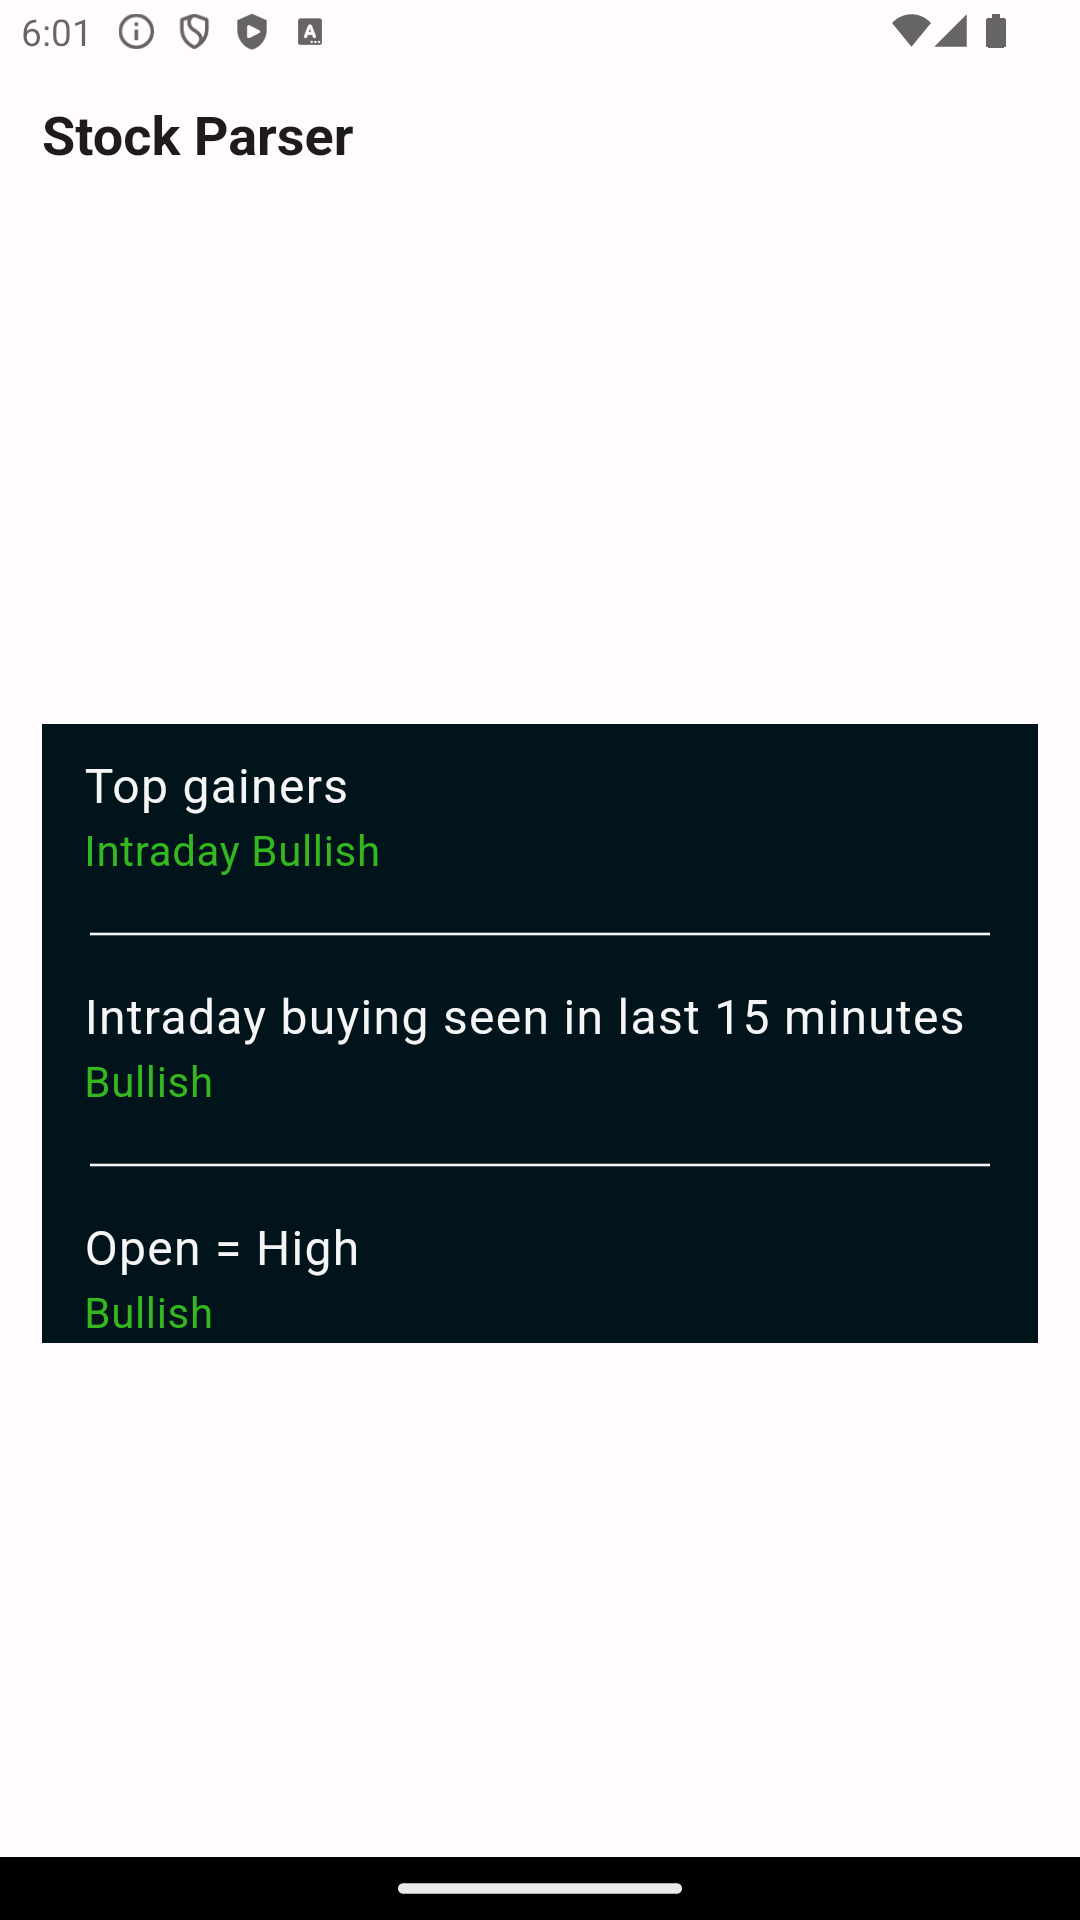 6:01
Stock Parser
Top gainers
Intraday Bullish
Intraday buying seen in last 15 minutes
Bullish
Open = High
Bullish